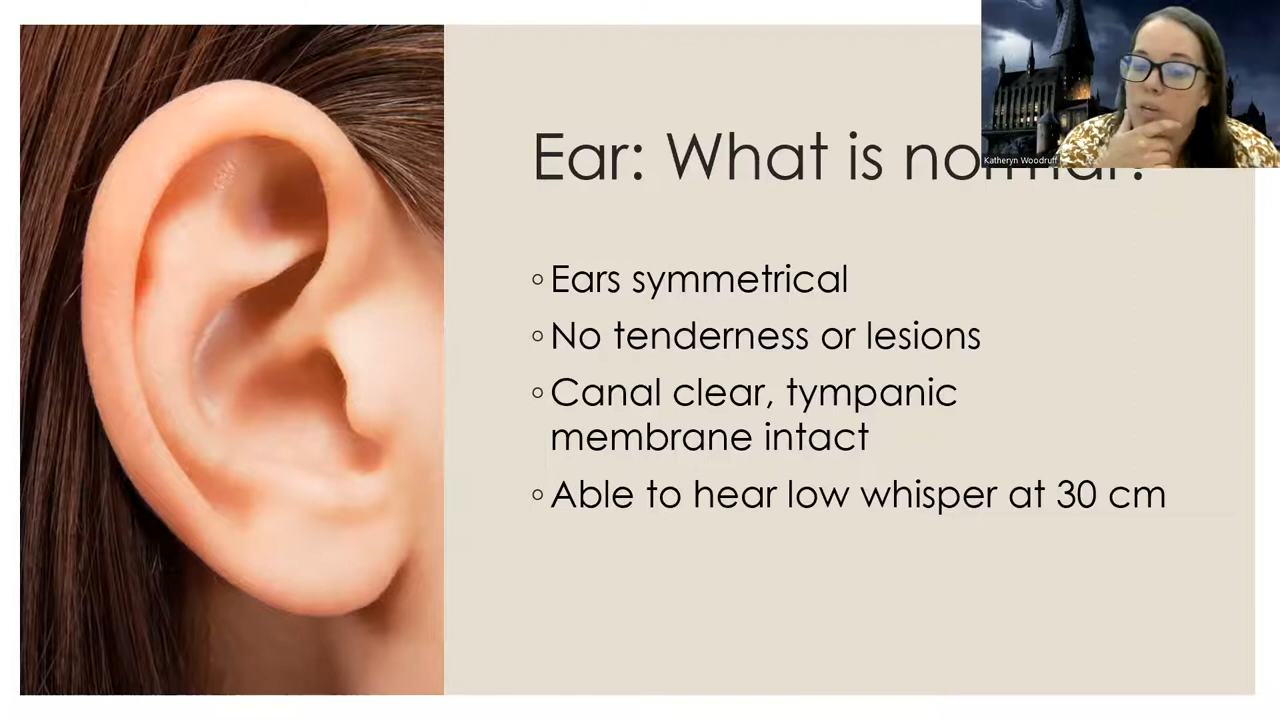 Katheryn Woodruff
Ear: What is normal?
◦ Ears symmetrical
◦ No tenderness or lesions
◦ Canal clear, tympanic
membrane intact
◦ Able to hear low whisper at 30 cm